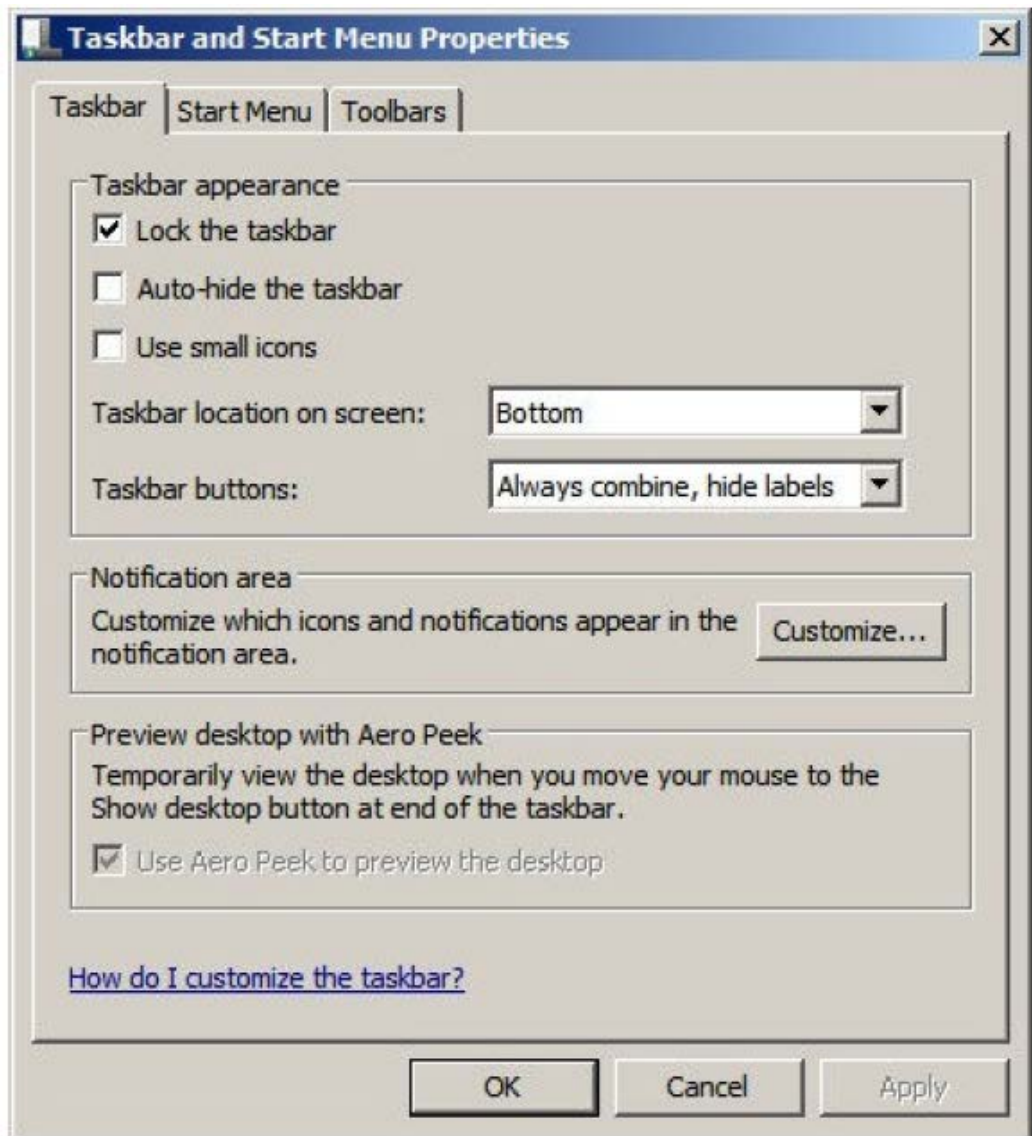 Taskbar and Start Menu Properties
Taskbar
Start Menu
Toolbars
Taskbar appearance
Lock the taskbar
Auto-hide the taskbar
Use small icons
Taskbar location on screen:
Bottom
Taskbar buttons:
Always combine, hide labels
Notification area
Customize which icons and notifications appear in the
notification area.
Customize...
Preview desktop with Aero Peek
Temporarily view the desktop when you move your mouse to the
Show desktop button at end of the taskbar.
Use Aero Peek to preview the desktop
How do I customize the taskbar?
OK
Cancel
Apply